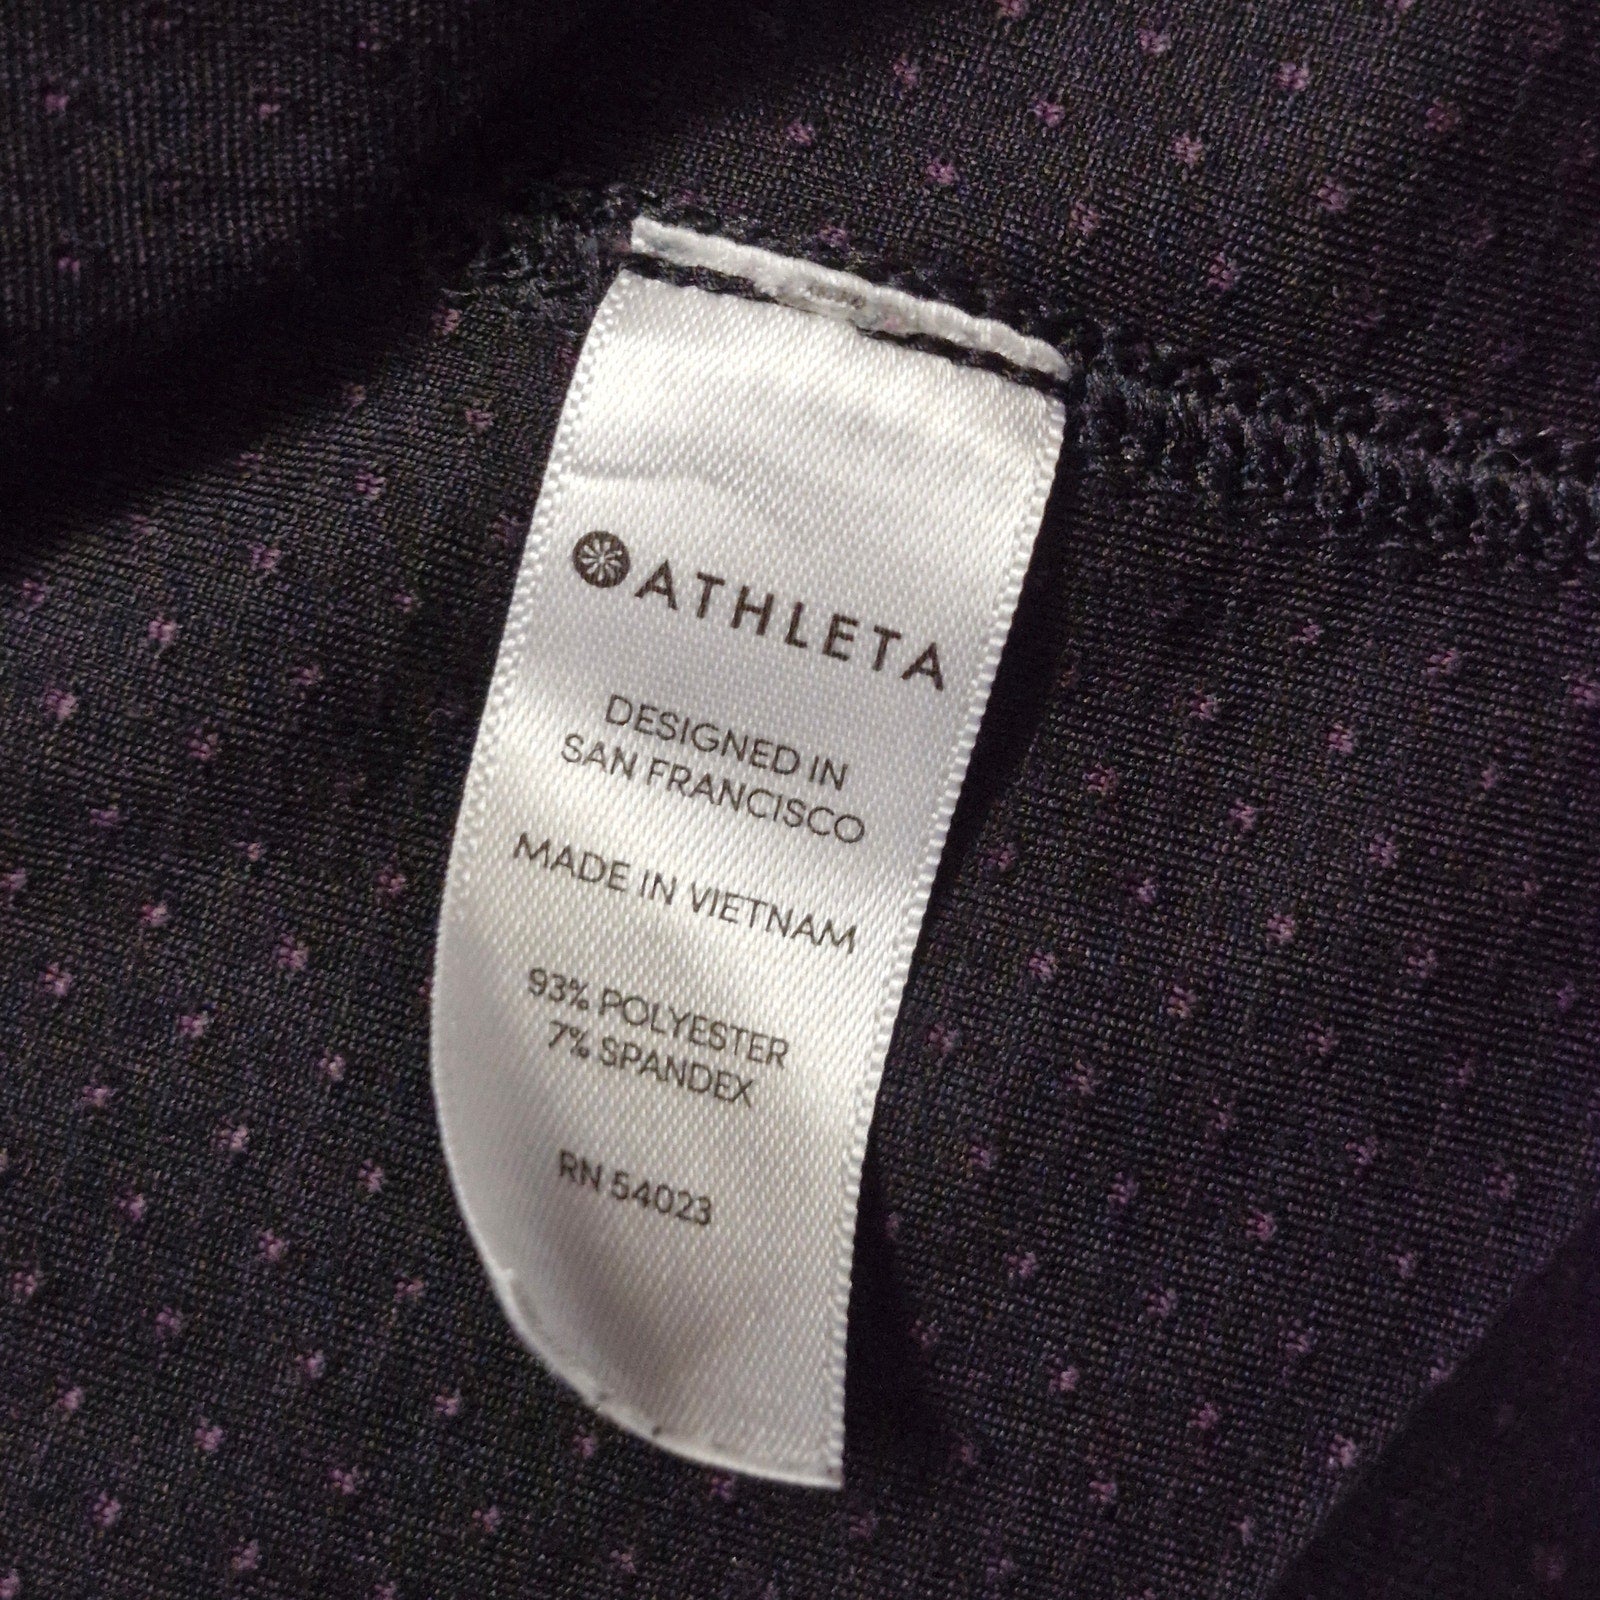 ATHLETA
DESIGNED IN
SAN FRANCISCO
MADE IN VIETNAM
93% POLYESTER
7% SPANDEX
RN 54023